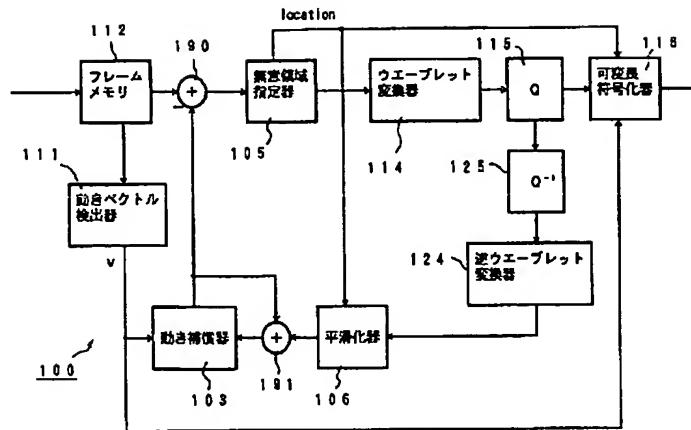 location
112
190
115
116
フレーム
メモリ
+
−
無害領域
指定器
ウエーブレット
変換器
Q
可変長
符号化器
105
114
111
125
Q⁻¹
動きベクトル
検出器
V
124
逆ウエーブレット
変換器
動き補償器
+
平滑化器
100
103
191
106